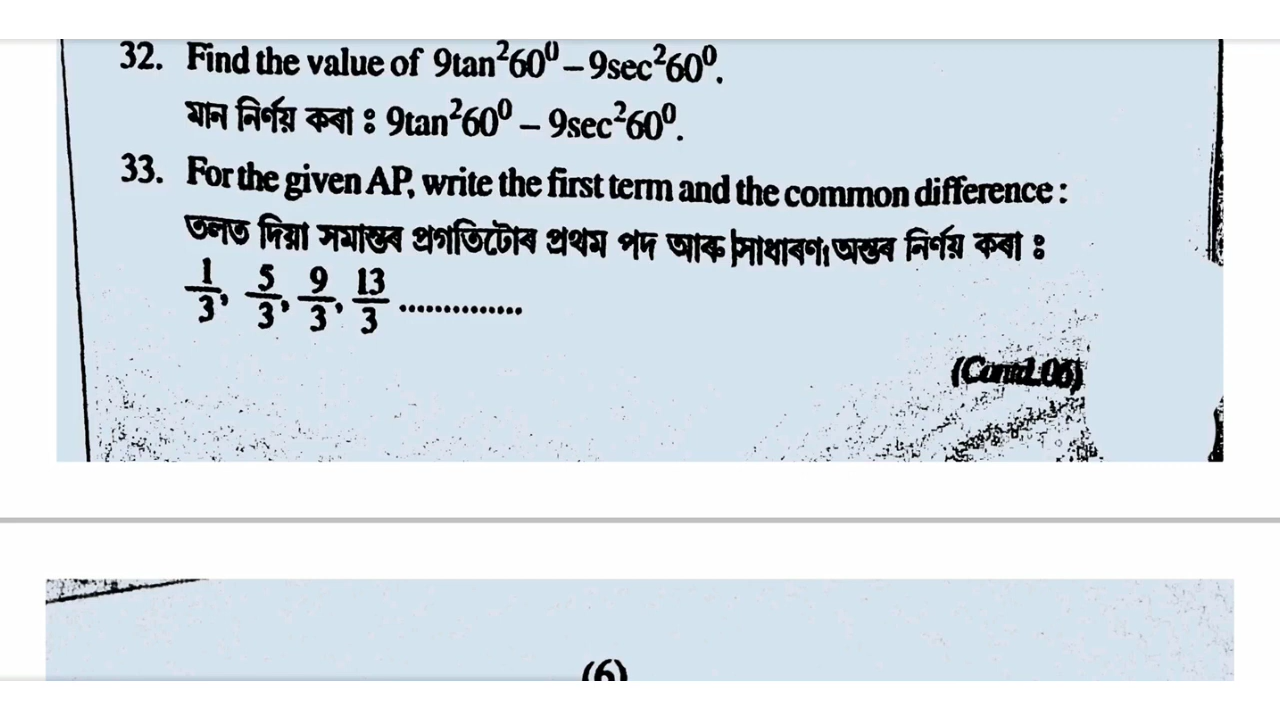 32. Find the value of 9tan²60⁰ – 9sec²60⁰.
মান নিৰ্ণয় কৰা ঃ 9tan²60⁰ – 9sec²60⁰.
33. For the given AP, write the first term and the common difference :
তলত দিয়া সমান্তৰ প্ৰগতিটোৰ প্ৰথম পদ আৰু সাধাৰণ অন্তৰ নিৰ্ণয় কৰা ঃ
1/3, 5/3, 9/3, 13/3 ..............
(Contd.06)
(6)